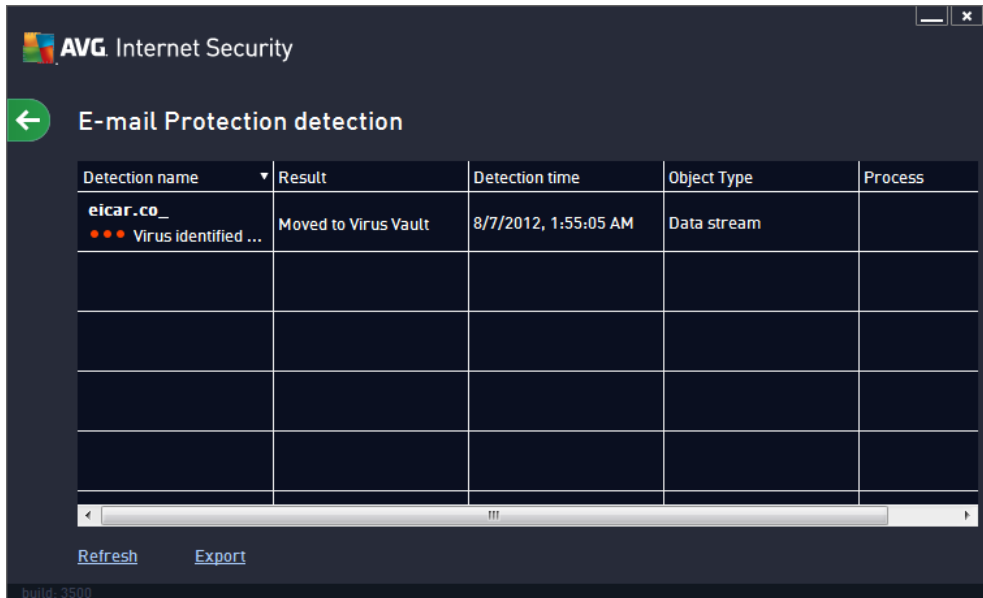 AVG. Internet Security
E-mail Protection detection
Detection name Result Detection time Object Type Process
eicar.co_
Virus identified ... Moved to Virus Vault 8/7/2012, 1:55:05 AM Data stream
Refresh Export
build- 3500